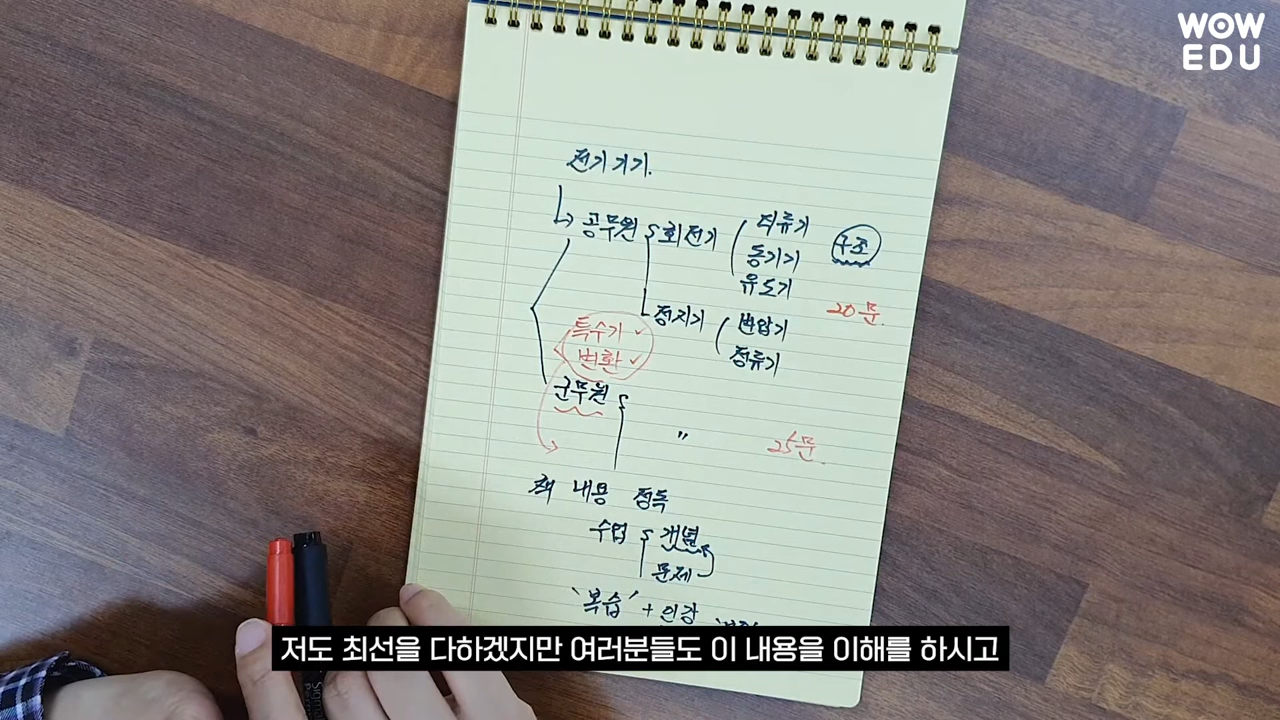 WOW
EDU
전기기기.
공무원 회전기 직류기 구조
동기기
유도기
20문.
정지기 변압기
정류기
특수기 ✓
변환 ✓
군무원 〃 25문.
책 내용 정독
수업 개념
문제
'복습' + 인강
저도 최선을 다하겠지만 여러분들도 이 내용을 이해를 하시고